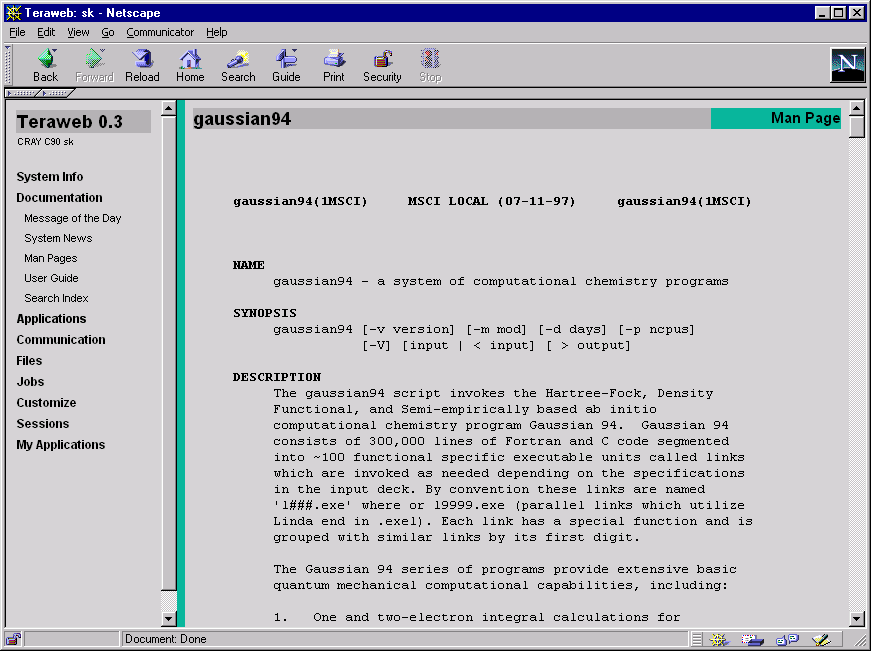 Teraweb: sk - Netscape
File Edit View Go Communicator Help
Back Forward Reload Home Search Guide Print Security Stop
N
Teraweb 0.3
CRAY C90 sk
System Info
Documentation
Message of the Day
System News
Man Pages
User Guide
Search Index
Applications
Communication
Files
Jobs
Customize
Sessions
My Applications
gaussian94 Man Page
gaussian94(1MSCI) MSCI LOCAL (07-11-97) gaussian94(1MSCI)
NAME
gaussian94 - a system of computational chemistry programs
SYNOPSIS
gaussian94 [-v version] [-m mod] [-d days] [-p ncpus]
[-V] [input | < input] [ > output]
DESCRIPTION
The gaussian94 script invokes the Hartree-Fock, Density
Functional, and Semi-empirically based ab initio
computational chemistry program Gaussian 94.  Gaussian 94
consists of 300,000 lines of Fortran and C code segmented
into ~100 functional specific executable units called links
which are invoked as needed depending on the specifications
in the input deck. By convention these links are named
'l###.exe' where or l9999.exe (parallel links which utilize
Linda end in .exel). Each link has a special function and is
grouped with similar links by its first digit.
The Gaussian 94 series of programs provide extensive basic
quantum mechanical computational capabilities, including:
1.   One and two-electron integral calculations for
Document: Done